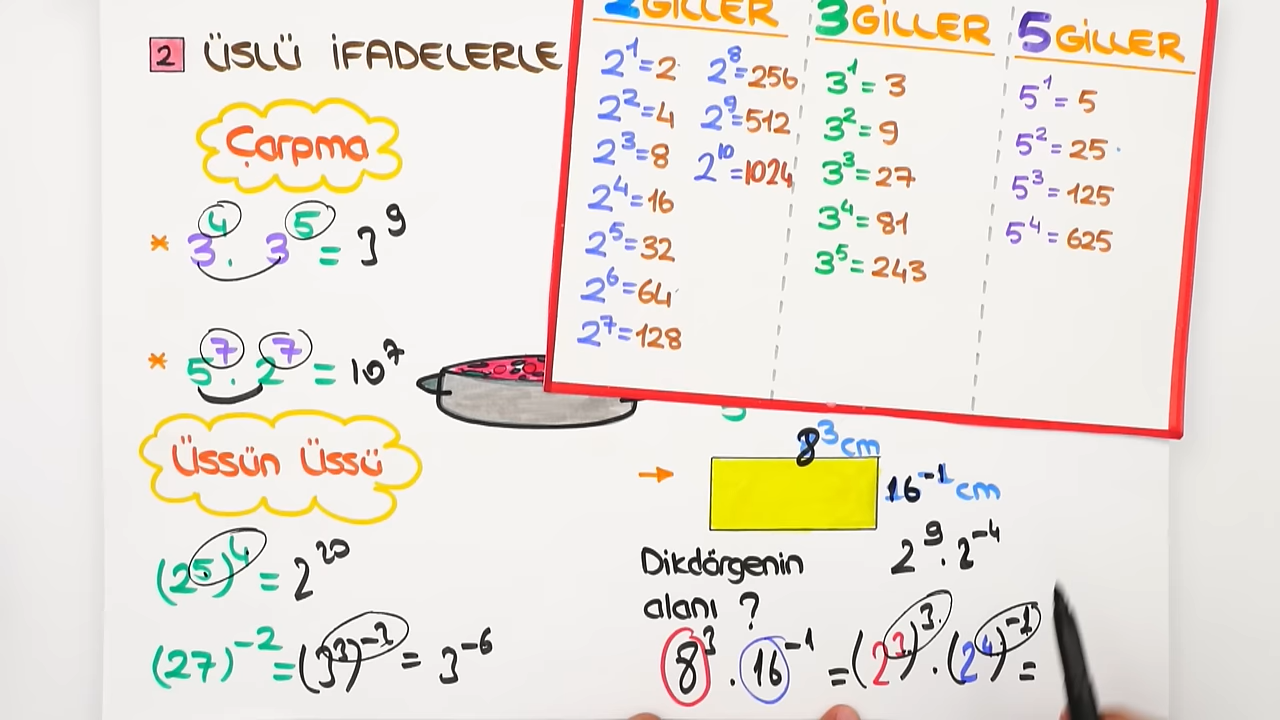 2 ÜSLÜ İFADELERLE
Çarpma
* 3⁴ . 3⁵ = 3⁹
* 5⁷ . 2⁷ = 10⁷
Üssün Üssü
(2⁵)⁴ = 2²⁰
(27)⁻² = (3³)⁻² = 3⁻⁶
2GİLLER
2¹=2 2⁸=256
2²=4 2⁹=512
2³=8 2¹⁰=1024
2⁴=16
2⁵=32
2⁶=64
2⁷=128
3GİLLER
3¹=3
3²=9
3³=27
3⁴=81
3⁵=243
5GİLLER
5¹=5
5²=25
5³=125
5⁴=625
→ 8³ cm
16⁻¹ cm
Dikdörgenin
alanı ?
2⁹ . 2⁻⁴
8³ . 16⁻¹ = (2³)³ . (2⁴)⁻¹ =